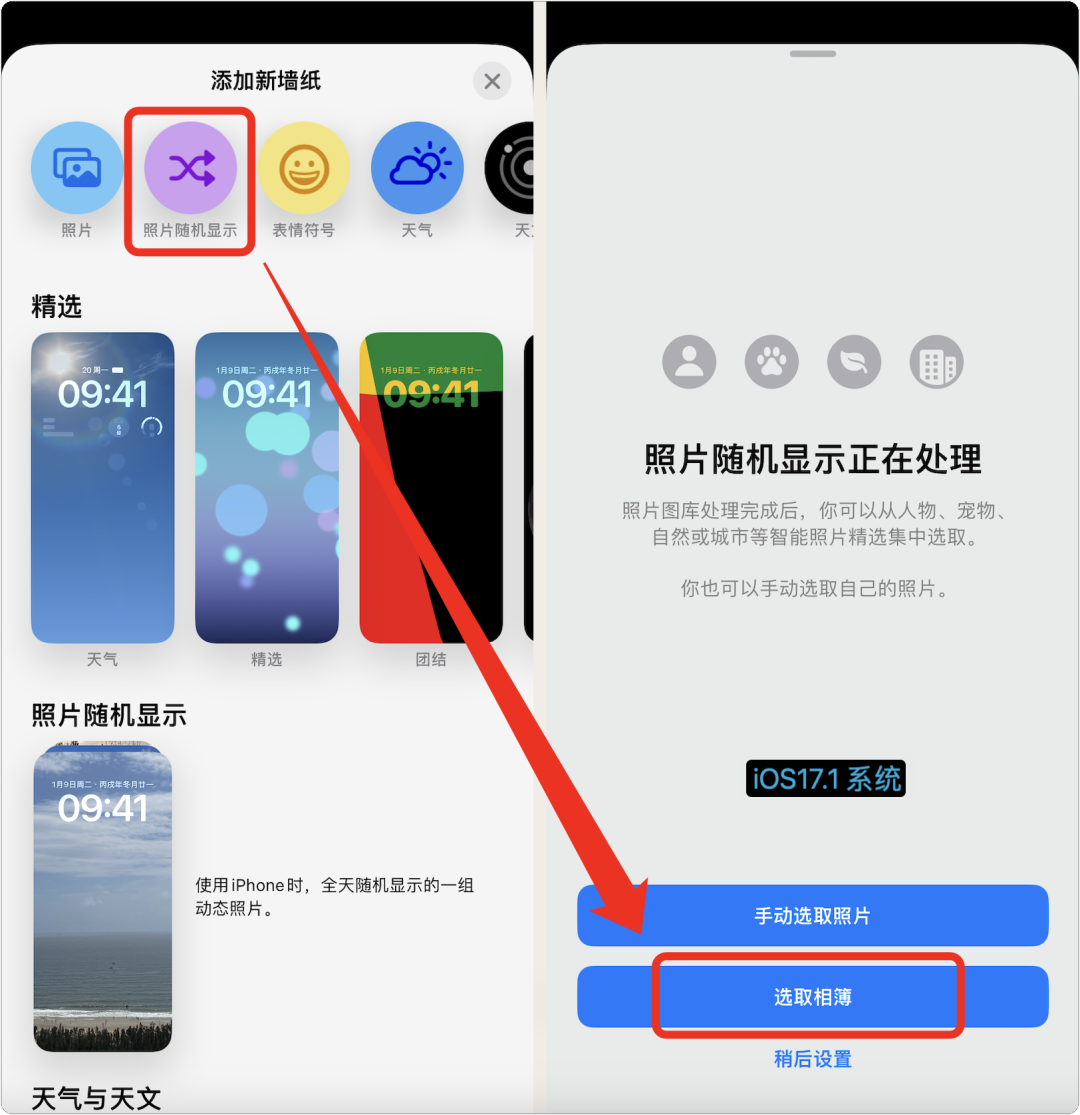 添加新墙纸
照片
照片随机显示
表情符号
天气
精选
20 周一
09:41
1月9日周二 · 丙戌年冬月廿一
09:41
1月9日周二 · 丙戌年冬月廿一
09:41
天气
精选
团结
照片随机显示
1月9日周二 · 丙戌年冬月廿一
09:41
使用 iPhone 时，全天随机显示的一组
动态照片。
天气与天文
照片随机显示正在处理
照片图库处理完成后，你可以从人物、宠物、
自然或城市等智能照片精选集中选取。
你也可以手动选取自己的照片。
iOS17.1 系统
手动选取照片
选取相簿
稍后设置